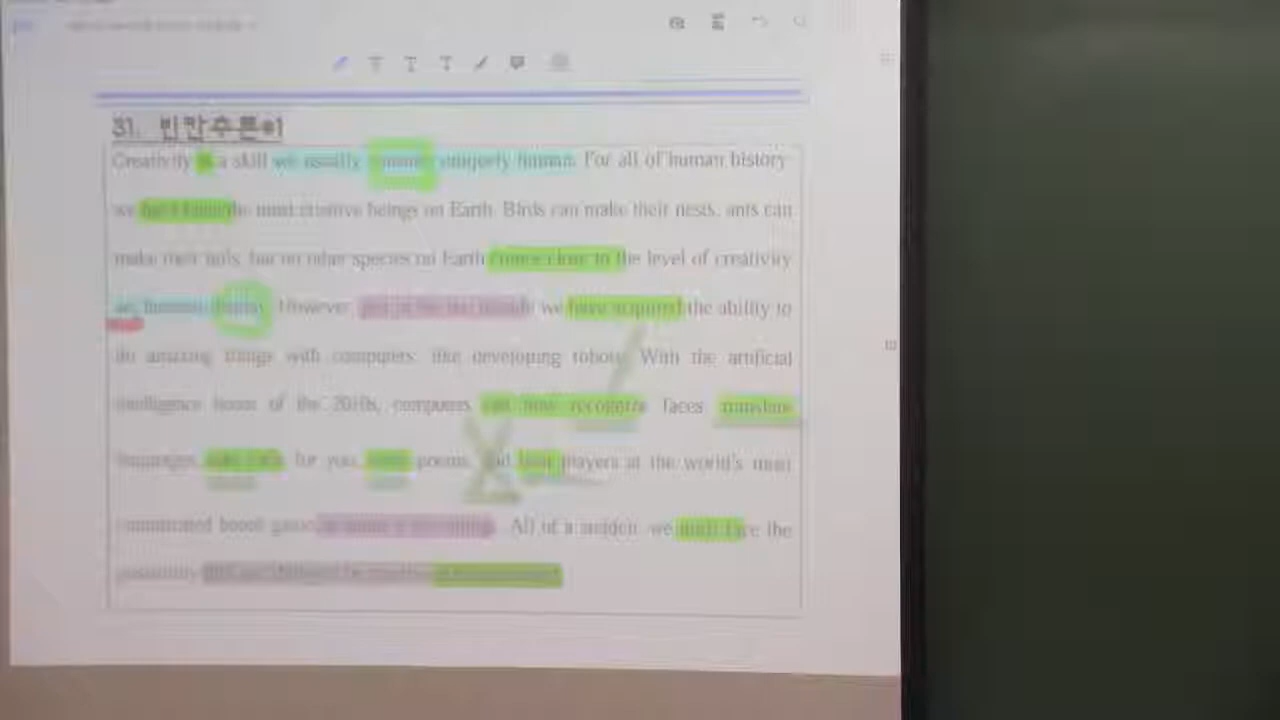 31. 빈칸추론#1
Creativity is a skill we usually consider uniquely human. For all of human history
we have been the most creative beings on Earth. Birds can make their nests, ants can
make their hills, but no other species on Earth comes close to the level of creativity
we humans display. However, just in the last decade we have acquired the ability to
do amazing things with computers, like developing robots. With the artificial
intelligence boom of the 2010s, computers can now recognize faces translate
languages, take calls for you, write poems, and beat players at the world's most
complicated board game. All of a sudden, we must face the
possibility